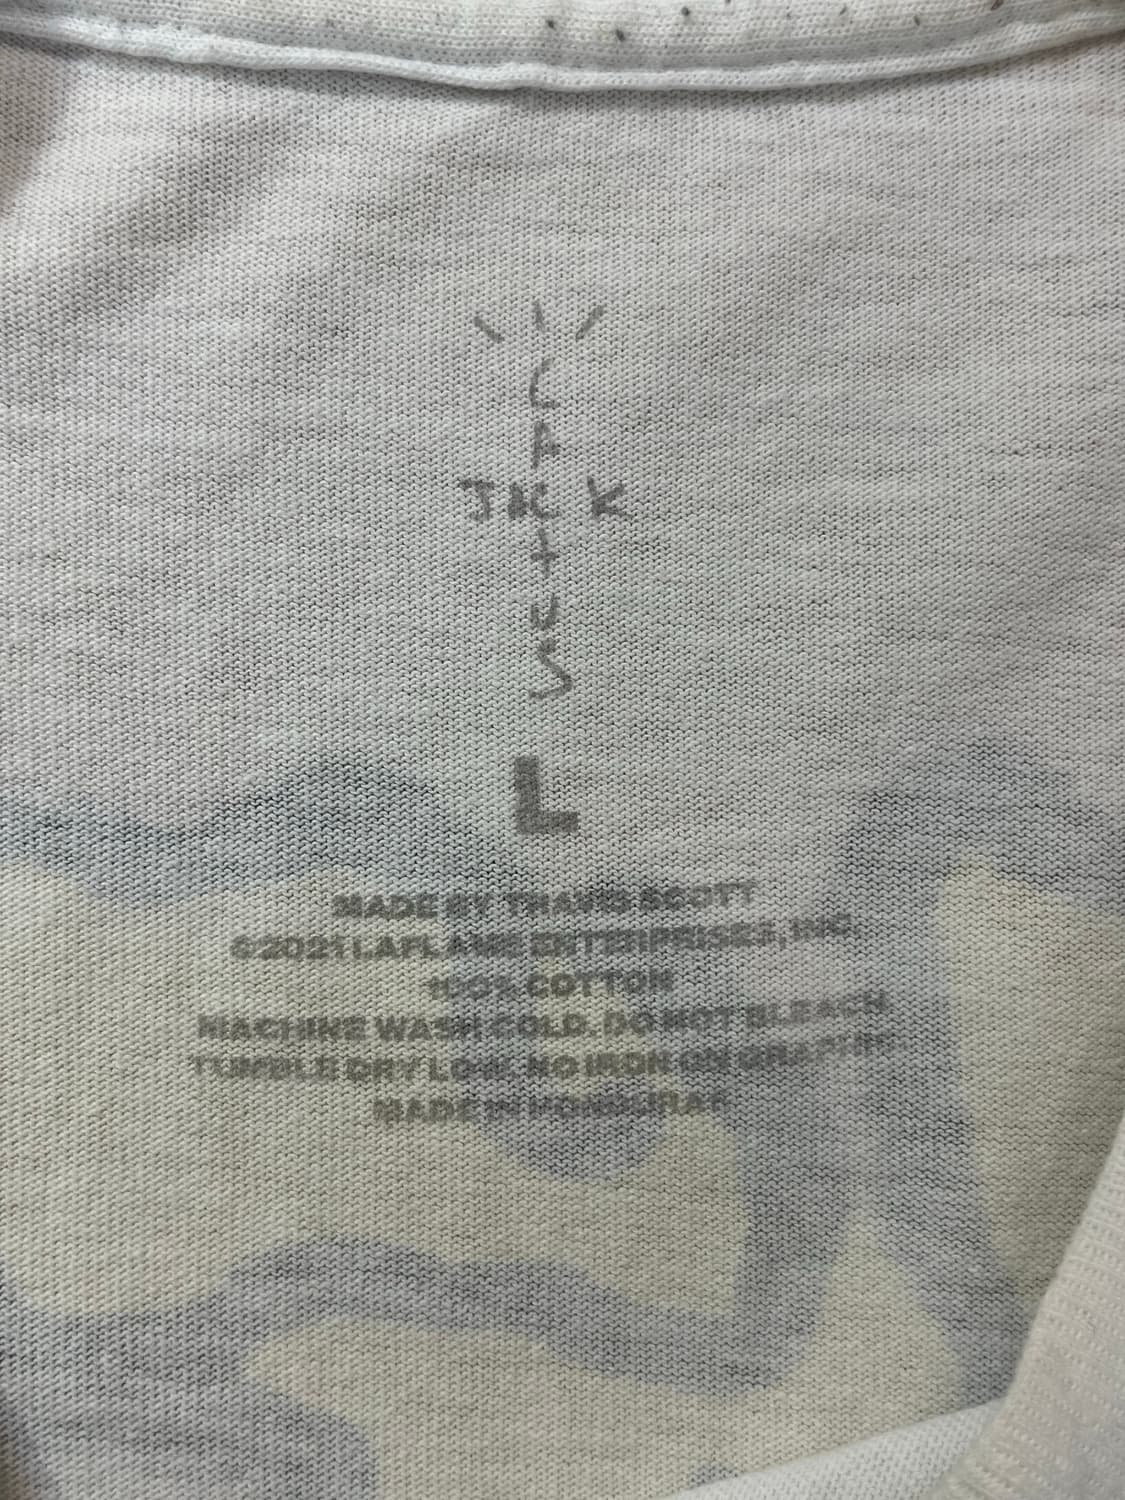 CACTUS
JACK
L
MADE BY TRAVIS SCOTT
©2021 LAFLAME ENTERPRISES, INC.
100% COTTON
MACHINE WASH COLD. DO NOT BLEACH.
TUMBLE DRY LOW. NO IRON ON GRAPHIC
MADE IN HONDURAS